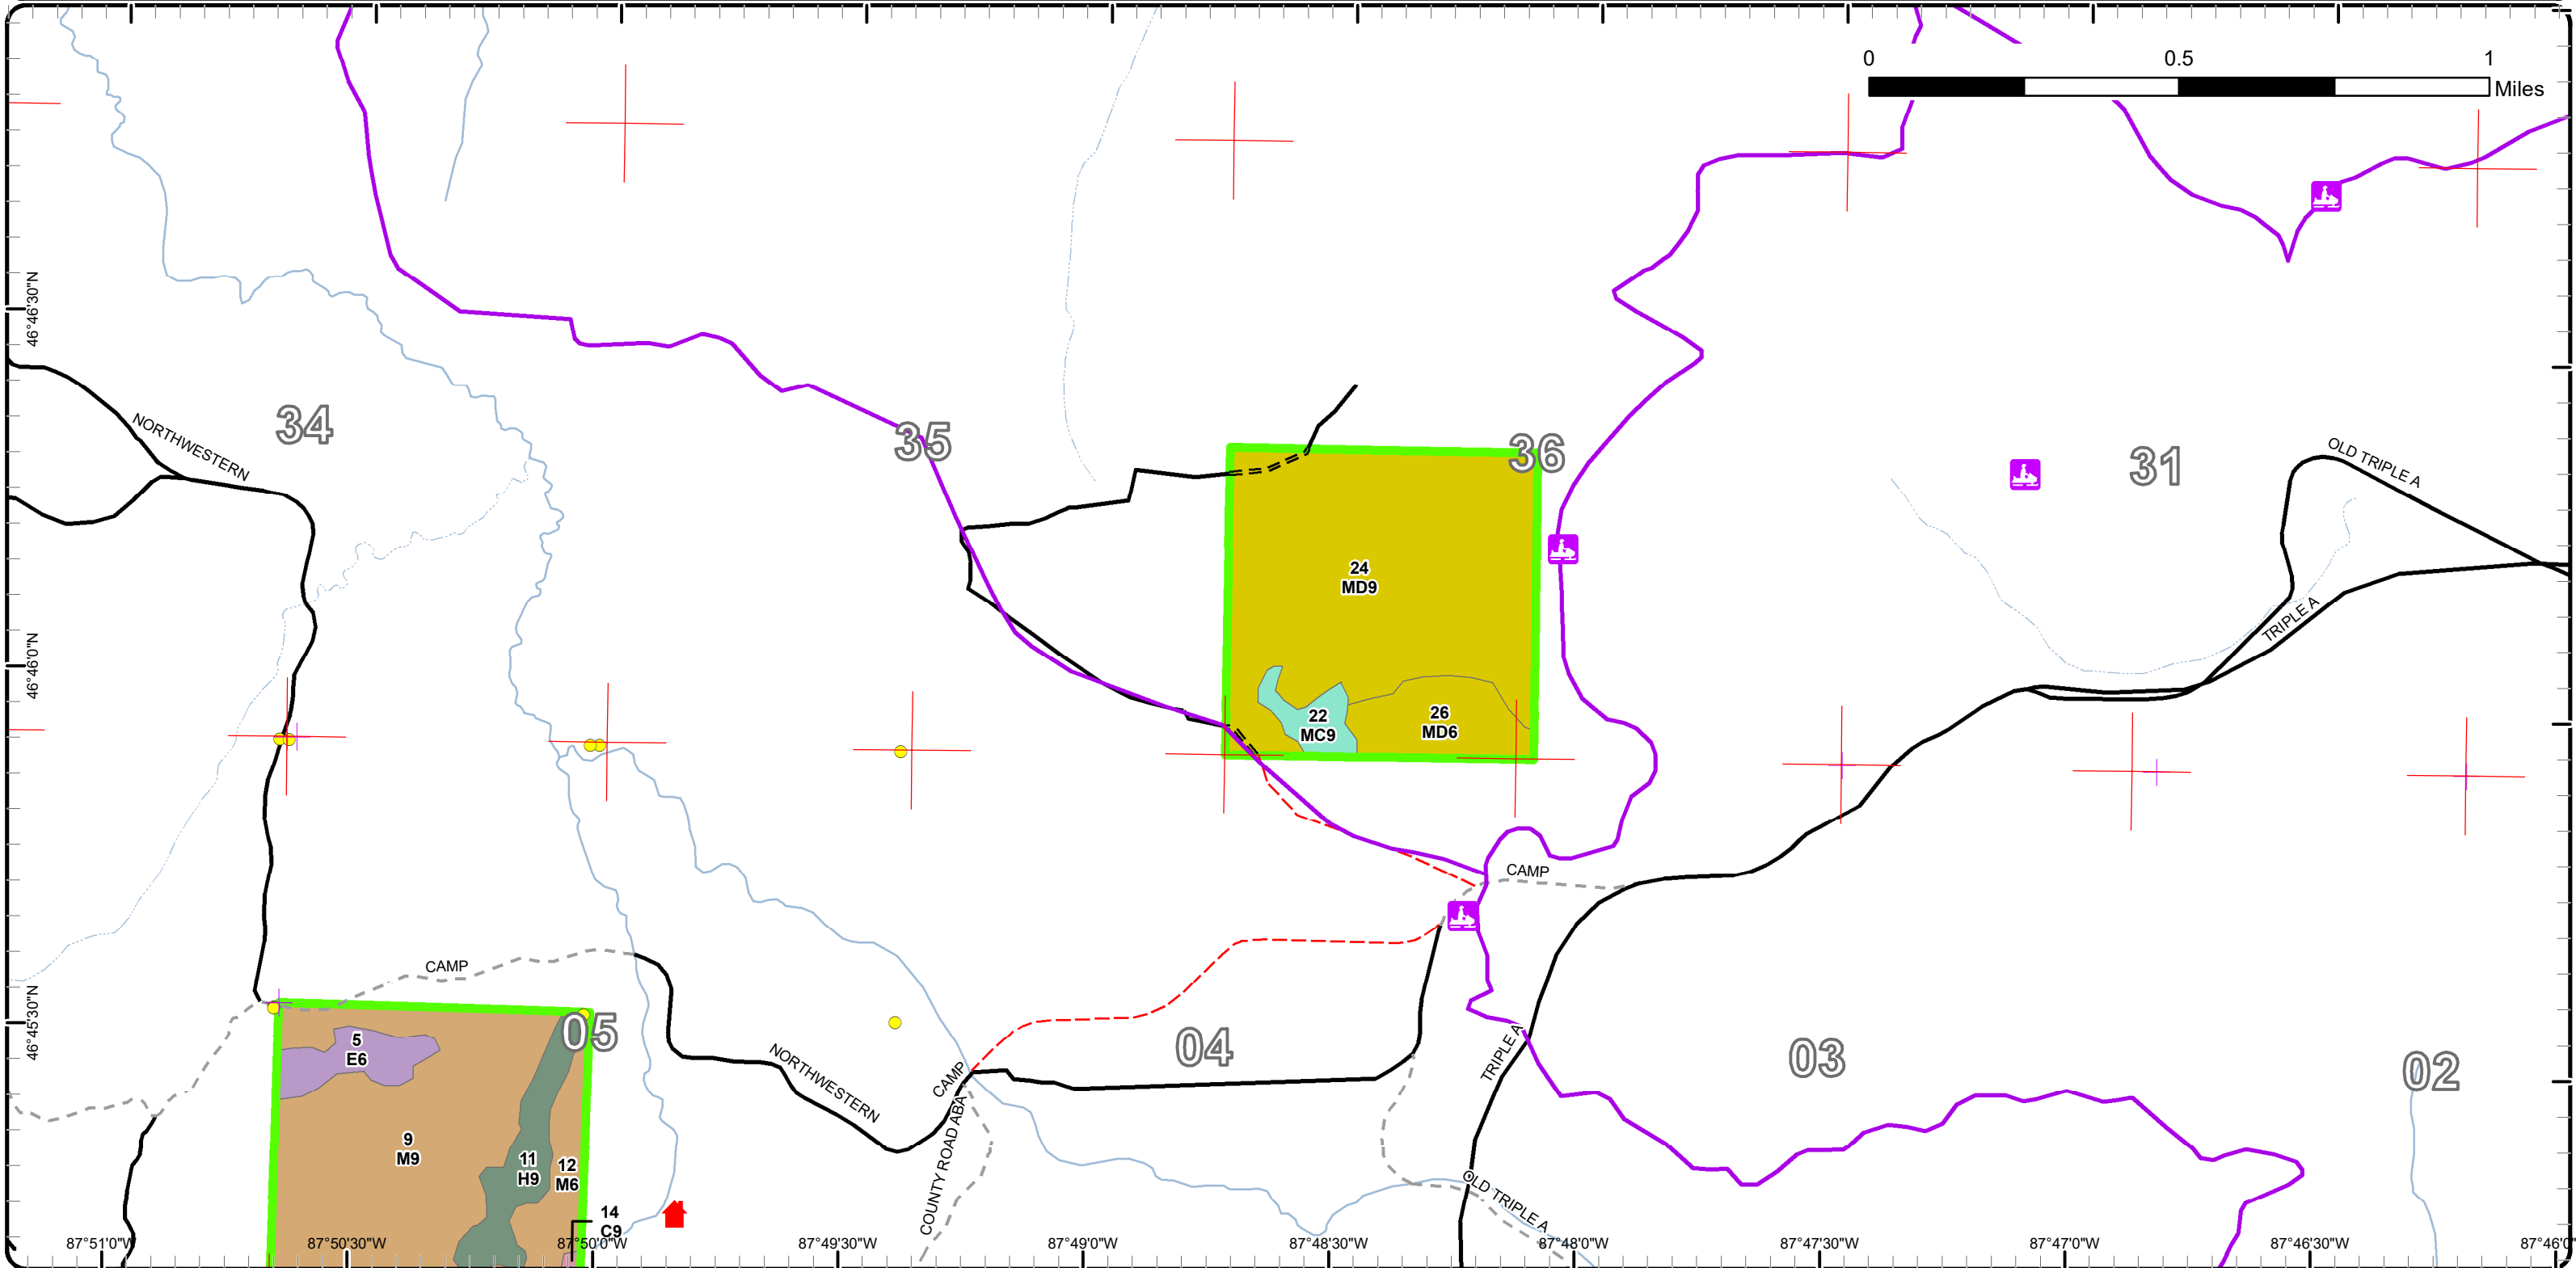 0 0.5 1
Miles
46°46'30"N
34
35
36
31
NORTHWESTERN
OLD TRIPLE A
24
MD9
46°46'0"N
TRIPLE A
22
MC9
26
MD6
CAMP
CAMP
46°45'30"N
05
04
03
02
5
E6
NORTHWESTERN
CAMP
TRIPLE A
COUNTY ROAD ABA
9
M9
11
H9
12
M6
OLD TRIPLE A
14
C9
87°51'0"W 87°50'30"W 87°50'0"W 87°49'30"W 87°49'0"W 87°48'30"W 87°48'0"W 87°47'30"W 87°47'0"W 87°46'30"W 87°46'0"